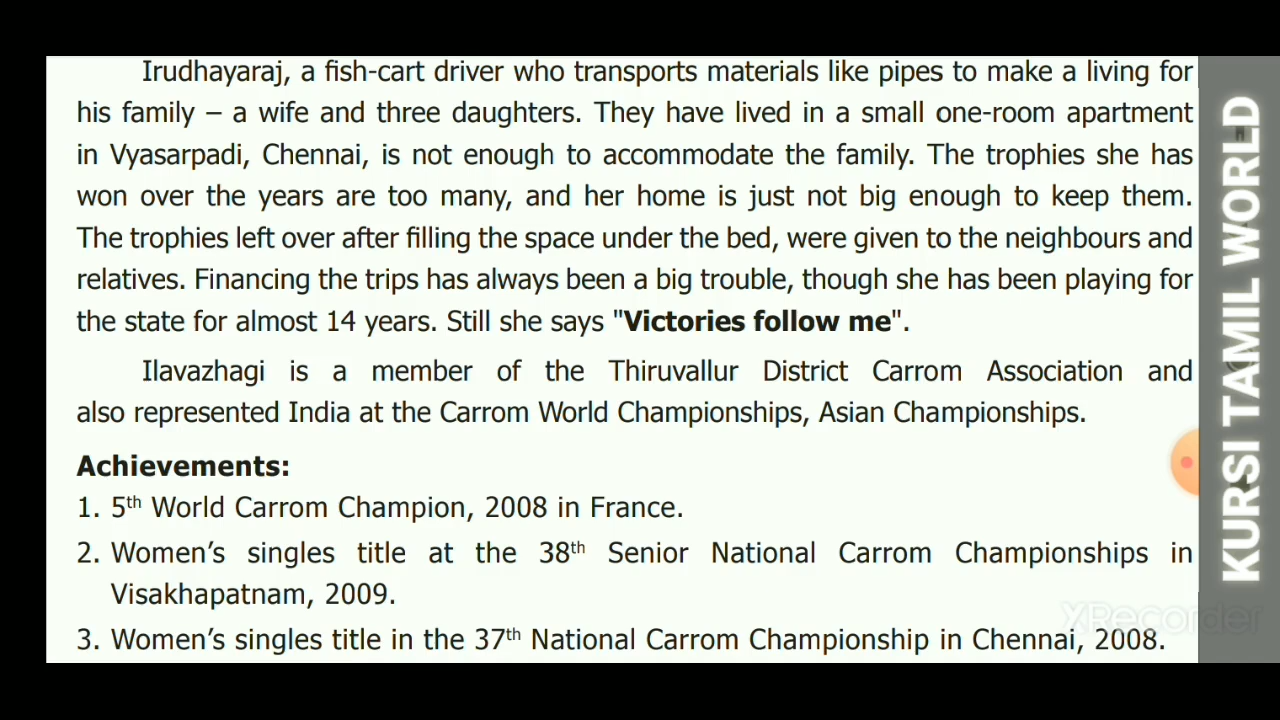 Irudhayaraj, a fish-cart driver who transports materials like pipes to make a living for
his family – a wife and three daughters. They have lived in a small one-room apartment
in Vyasarpadi, Chennai, is not enough to accommodate the family. The trophies she has
won over the years are too many, and her home is just not big enough to keep them.
The trophies left over after filling the space under the bed, were given to the neighbours and
relatives. Financing the trips has always been a big trouble, though she has been playing for
the state for almost 14 years. Still she says "Victories follow me".
Ilavazhagi is a member of the Thiruvallur District Carrom Association and
also represented India at the Carrom World Championships, Asian Championships.
Achievements:
1. 5th World Carrom Champion, 2008 in France.
2. Women's singles title at the 38th Senior National Carrom Championships in
Visakhapatnam, 2009.
3. Women's singles title in the 37th National Carrom Championship in Chennai, 2008.
KURSI TAMIL WORLD
XRecorder